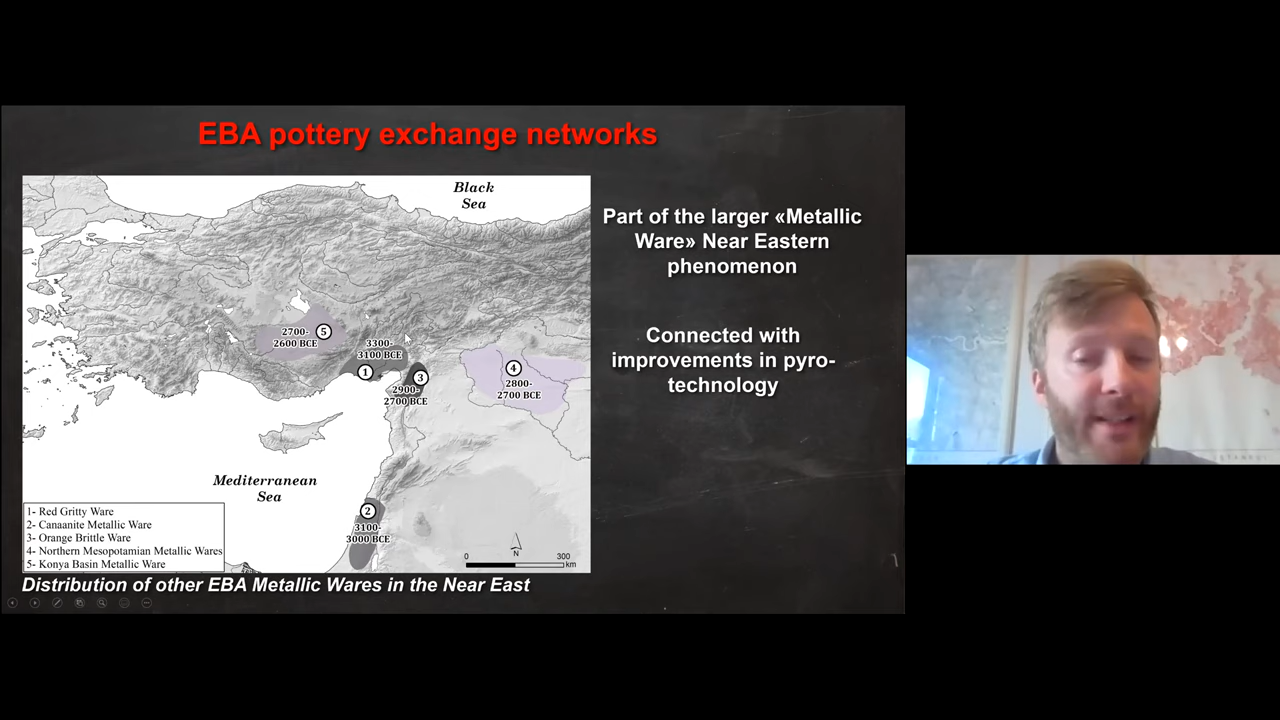 EBA pottery exchange networks
Black
Sea
Part of the larger «Metallic
Ware» Near Eastern
phenomenon
Connected with
improvements in pyro-
technology
2700-
2600 BCE
5
3300-
3100 BCE
1
3
2900-
2700 BCE
4
2800-
2700 BCE
Mediterranean
Sea
2
3100-
3000 BCE
N
0
300
km
1- Red Gritty Ware
2- Canaanite Metallic Ware
3- Orange Brittle Ware
4- Northern Mesopotamian Metallic Wares
5- Konya Basin Metallic Ware
Distribution of other EBA Metallic Wares in the Near East